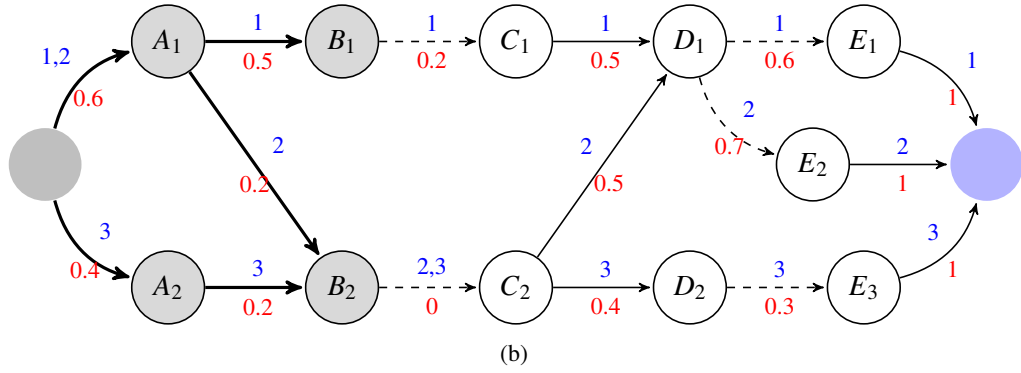 1 1 1 1
A₁ B₁ C₁ D₁ E₁
0.5 0.2 0.5 0.6
1,2 1
0.6 1
2 2 2 2
0.2 0.5 0.7 E₂ 1
3 3
0.4 1
3 2,3 3 3
A₂ B₂ C₂ D₂ E₃
0.2 0 0.4 0.3
(b)